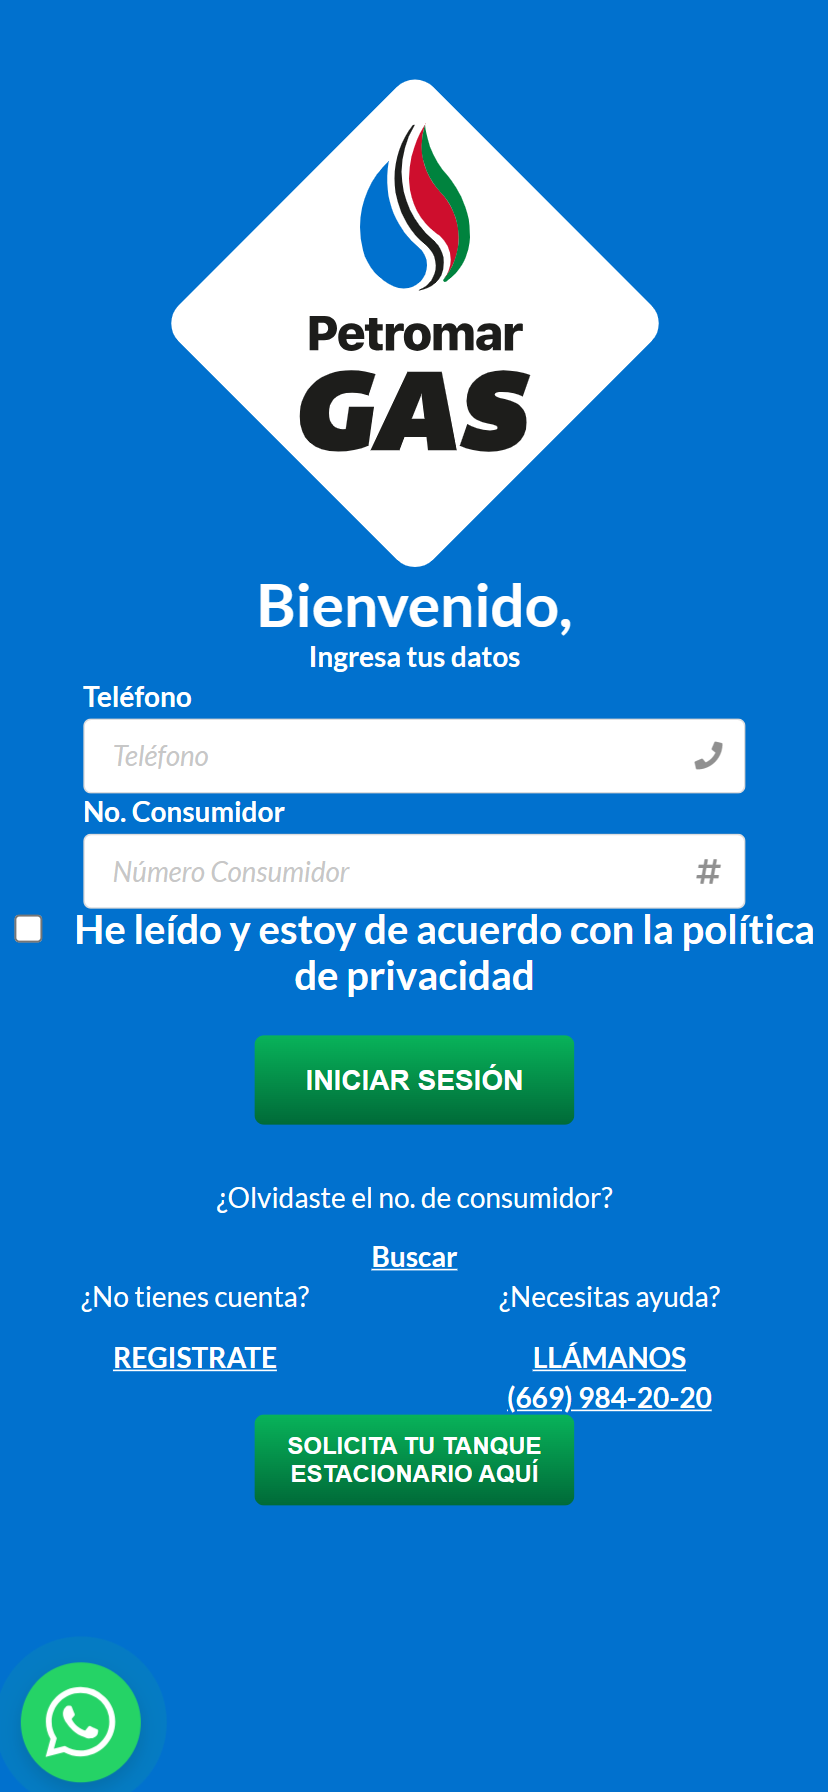 Petromar
GAS
Bienvenido,
Ingresa tus datos
Teléfono
Teléfono
No. Consumidor
Número Consumidor
He leído y estoy de acuerdo con la política
de privacidad
INICIAR SESIÓN
¿Olvidaste el no. de consumidor?
Buscar
¿No tienes cuenta?
REGISTRATE
¿Necesitas ayuda?
LLÁMANOS
(669) 984-20-20
SOLICITA TU TANQUE
ESTACIONARIO AQUÍ